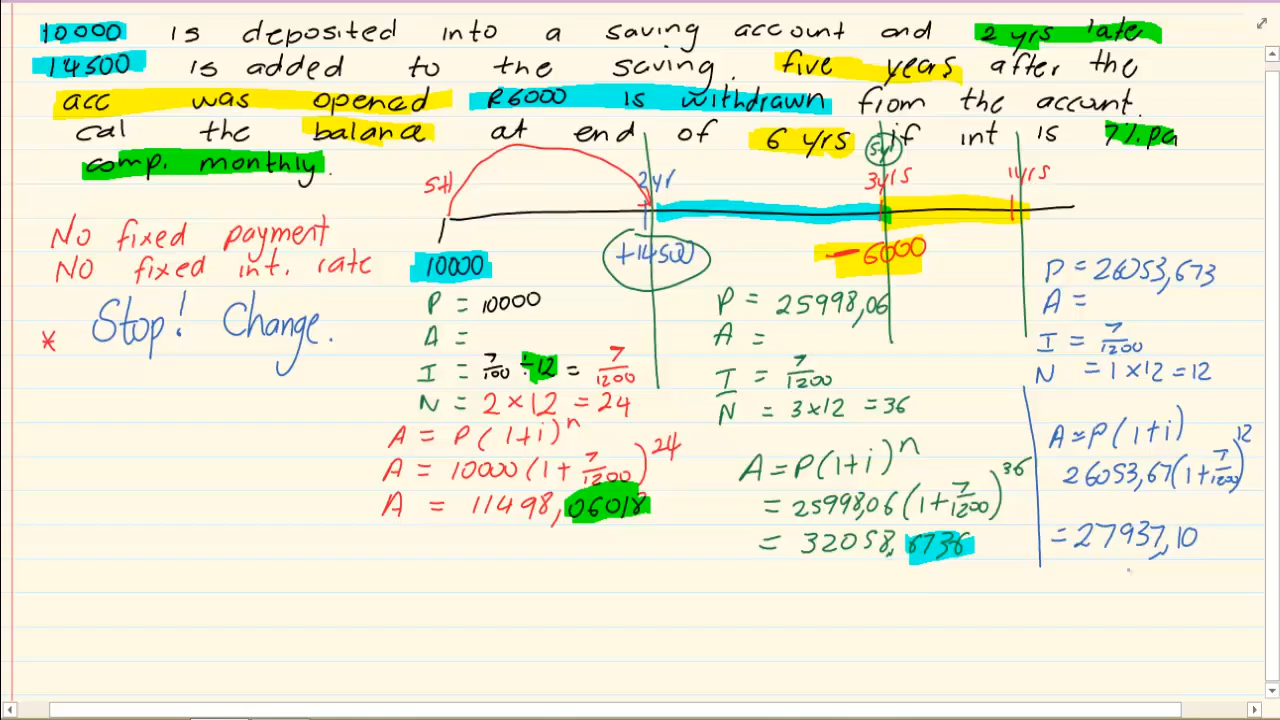 10000 is deposited into a saving account and 2 yrs late
14500 is added to the saving. five years after the
acc was opened R6000 is withdrawn from the account.
cal the balance at end of 6 yrs if int is 7% pa
comp. monthly.
5yr
2yr
3yrs
1yrs
No fixed payment
No fixed int. rate
* Stop! Change.
10000
+14500
-6000
P = 10000
A =
I = 7/100 ÷ 12 = 7/1200
N = 2 × 12 = 24
A = P(1+i)^n
A = 10000(1 + 7/1200)^24
A = 11498,06018
P = 25998,06
A =
I = 7/1200
N = 3×12 = 36
A = P(1+i)^n
= 25998,06(1 + 7/1200)^36
= 32058,6736
P = 26053,673
A =
I = 7/1200
N = 1 × 12 = 12
A = P(1+i)^12
26053,67(1 + 7/1200)
= 27937,10